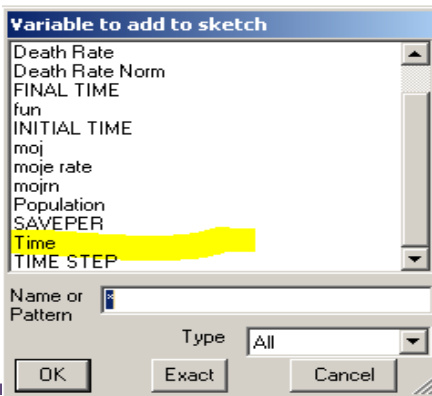 Variable to add to sketch
Death Rate
Death Rate Norm
FINAL TIME
fun
INITIAL TIME
moj
moje rate
mojrn
Population
SAVEPER
Time
TIME STEP
Name or
Pattern
*
Type
All
OK
Exact
Cancel